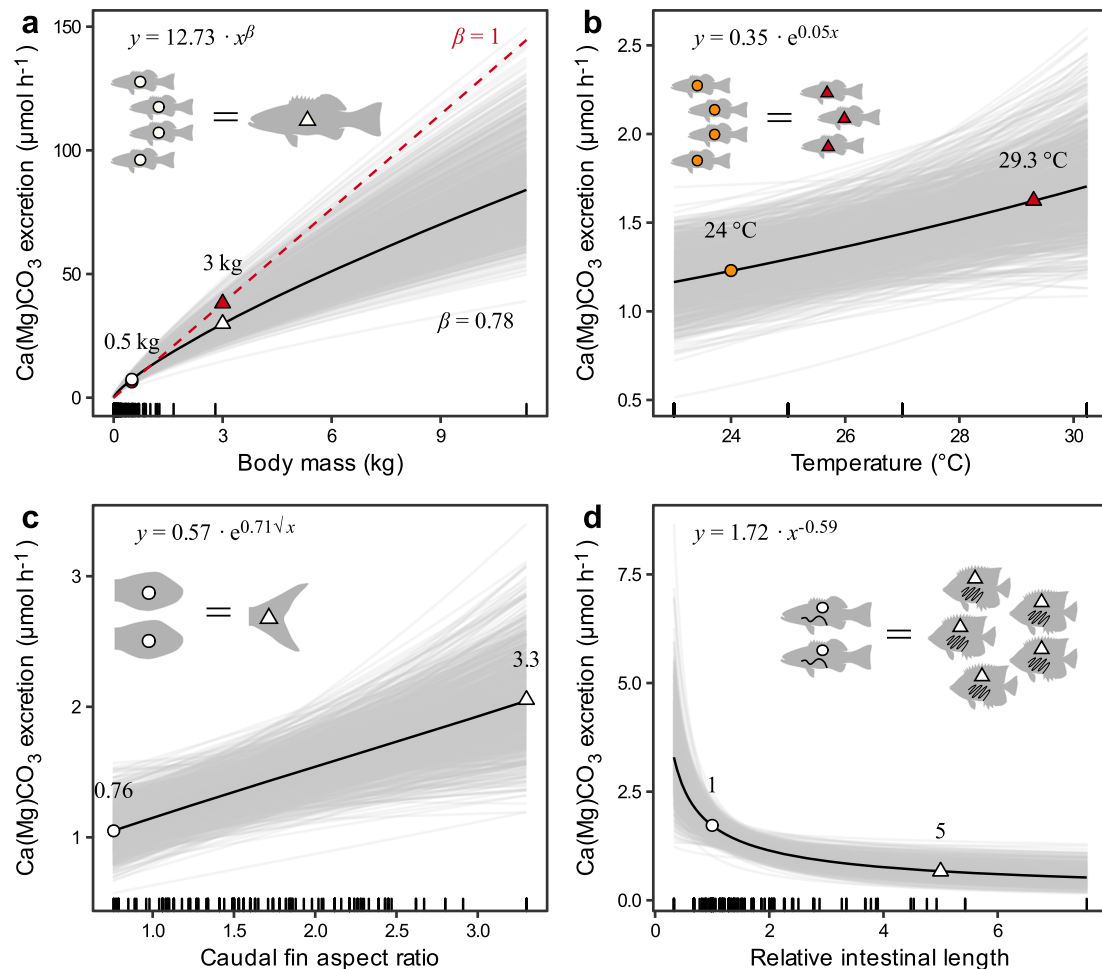 a
y = 12.73 · x^β
β = 1
3 kg
0.5 kg
β = 0.78
150
100
50
0
0
3
6
9
Body mass (kg)
Ca(Mg)CO₃ excretion (μmol h⁻¹)
b
y = 0.35 · e^0.05x
29.3 °C
24 °C
2.5
2.0
1.5
1.0
0.5
24
26
28
30
Temperature (°C)
Ca(Mg)CO₃ excretion (μmol h⁻¹)
c
y = 0.57 · e^0.71√x
3.3
0.76
3
2
1
1.0
1.5
2.0
2.5
3.0
Caudal fin aspect ratio
Ca(Mg)CO₃ excretion (μmol h⁻¹)
d
y = 1.72 · x^-0.59
1
5
7.5
5.0
2.5
0.0
0
2
4
6
Relative intestinal length
Ca(Mg)CO₃ excretion (μmol h⁻¹)